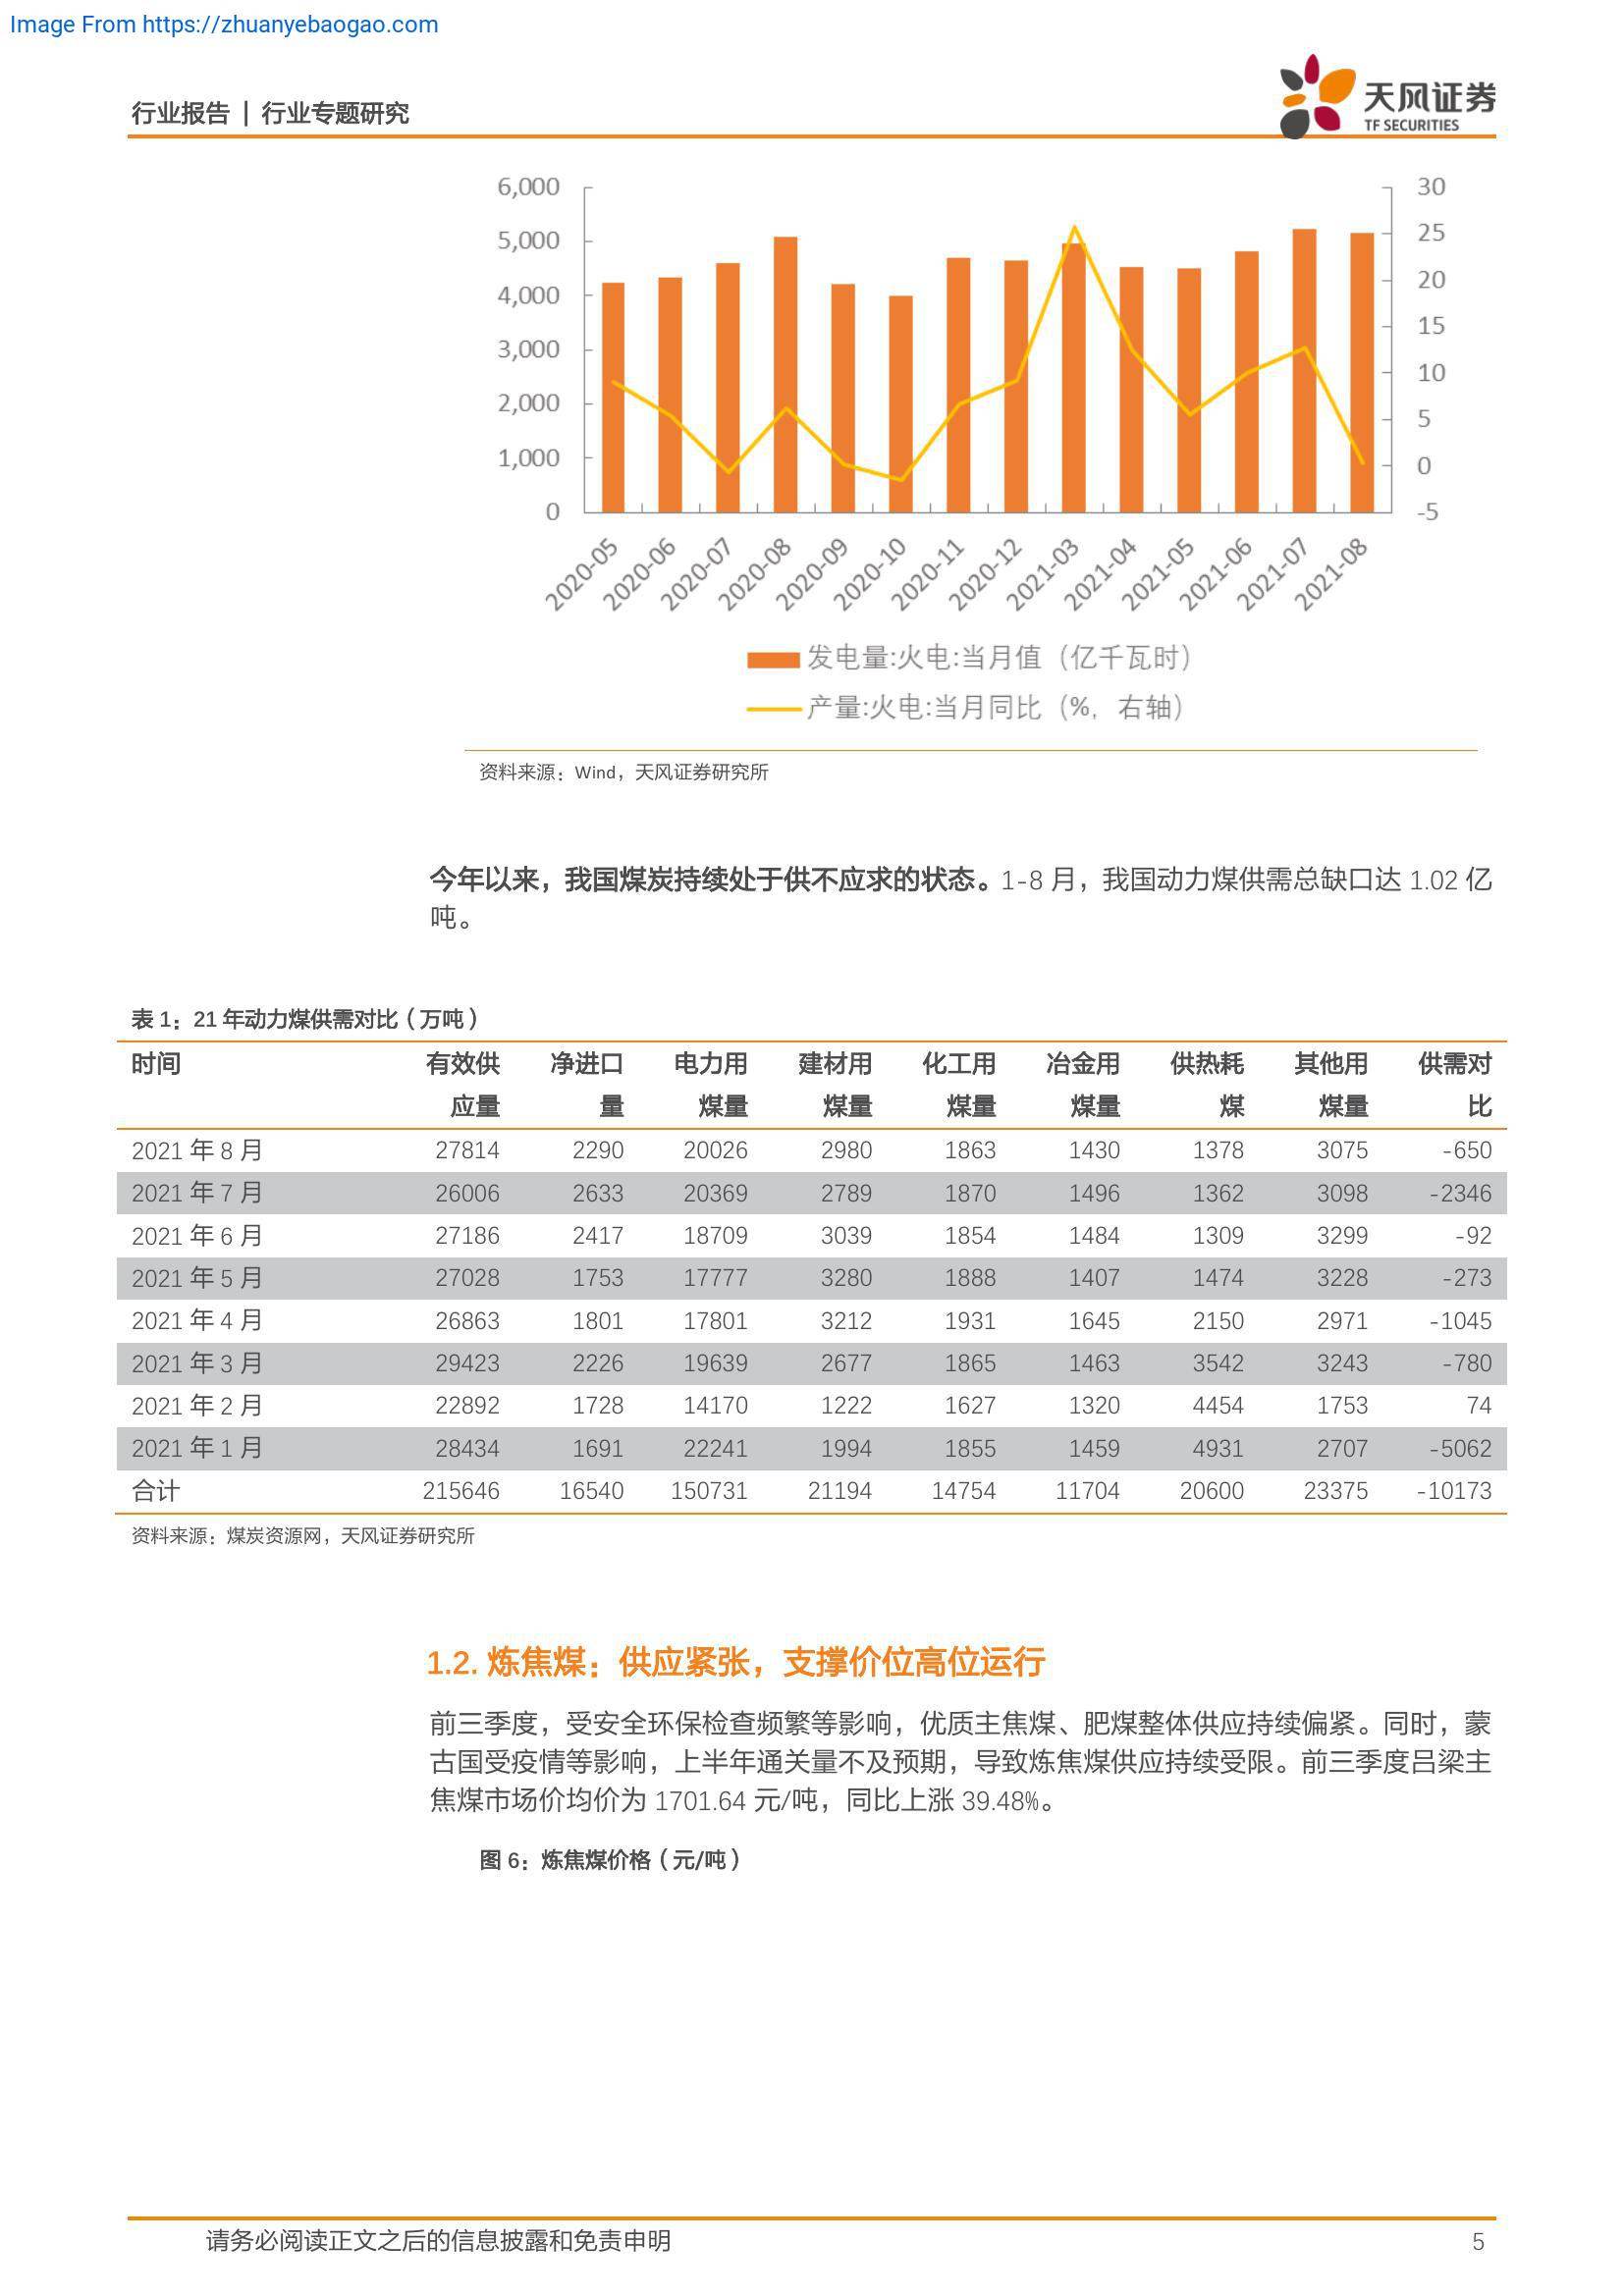 Image From https://zhuanyebaogao.com
行业报告 | 行业专题研究
天风证券
TF SECURITIES
6,000 30
5,000 25
4,000 20
3,000 15
2,000 10
1,000 5
0 0
-5
2020-05 2020-06 2020-07 2020-08 2020-09 2020-10 2020-11 2020-12 2021-03 2021-04 2021-05 2021-06 2021-07 2021-08
发电量:火电:当月值（亿千瓦时）
产量:火电:当月同比（%，右轴）
资料来源：Wind，天风证券研究所
今年以来，我国煤炭持续处于供不应求的状态。1-8 月，我国动力煤供需总缺口达 1.02 亿
吨。
表 1：21 年动力煤供需对比（万吨）
时间 有效供 净进口 电力用 建材用 化工用 冶金用 供热耗 其他用 供需对
应量 量 煤量 煤量 煤量 煤量 煤 煤量 比
2021 年 8 月 27814 2290 20026 2980 1863 1430 1378 3075 -650
2021 年 7 月 26006 2633 20369 2789 1870 1496 1362 3098 -2346
2021 年 6 月 27186 2417 18709 3039 1854 1484 1309 3299 -92
2021 年 5 月 27028 1753 17777 3280 1888 1407 1474 3228 -273
2021 年 4 月 26863 1801 17801 3212 1931 1645 2150 2971 -1045
2021 年 3 月 29423 2226 19639 2677 1865 1463 3542 3243 -780
2021 年 2 月 22892 1728 14170 1222 1627 1320 4454 1753 74
2021 年 1 月 28434 1691 22241 1994 1855 1459 4931 2707 -5062
合计 215646 16540 150731 21194 14754 11704 20600 23375 -10173
资料来源：煤炭资源网，天风证券研究所
1.2. 炼焦煤：供应紧张，支撑价位高位运行
前三季度，受安全环保检查频繁等影响，优质主焦煤、肥煤整体供应持续偏紧。同时，蒙
古国受疫情等影响，上半年通关量不及预期，导致炼焦煤供应持续受限。前三季度吕梁主
焦煤市场价均价为 1701.64 元/吨，同比上涨 39.48%。
图 6：炼焦煤价格（元/吨）
请务必阅读正文之后的信息披露和免责申明 5